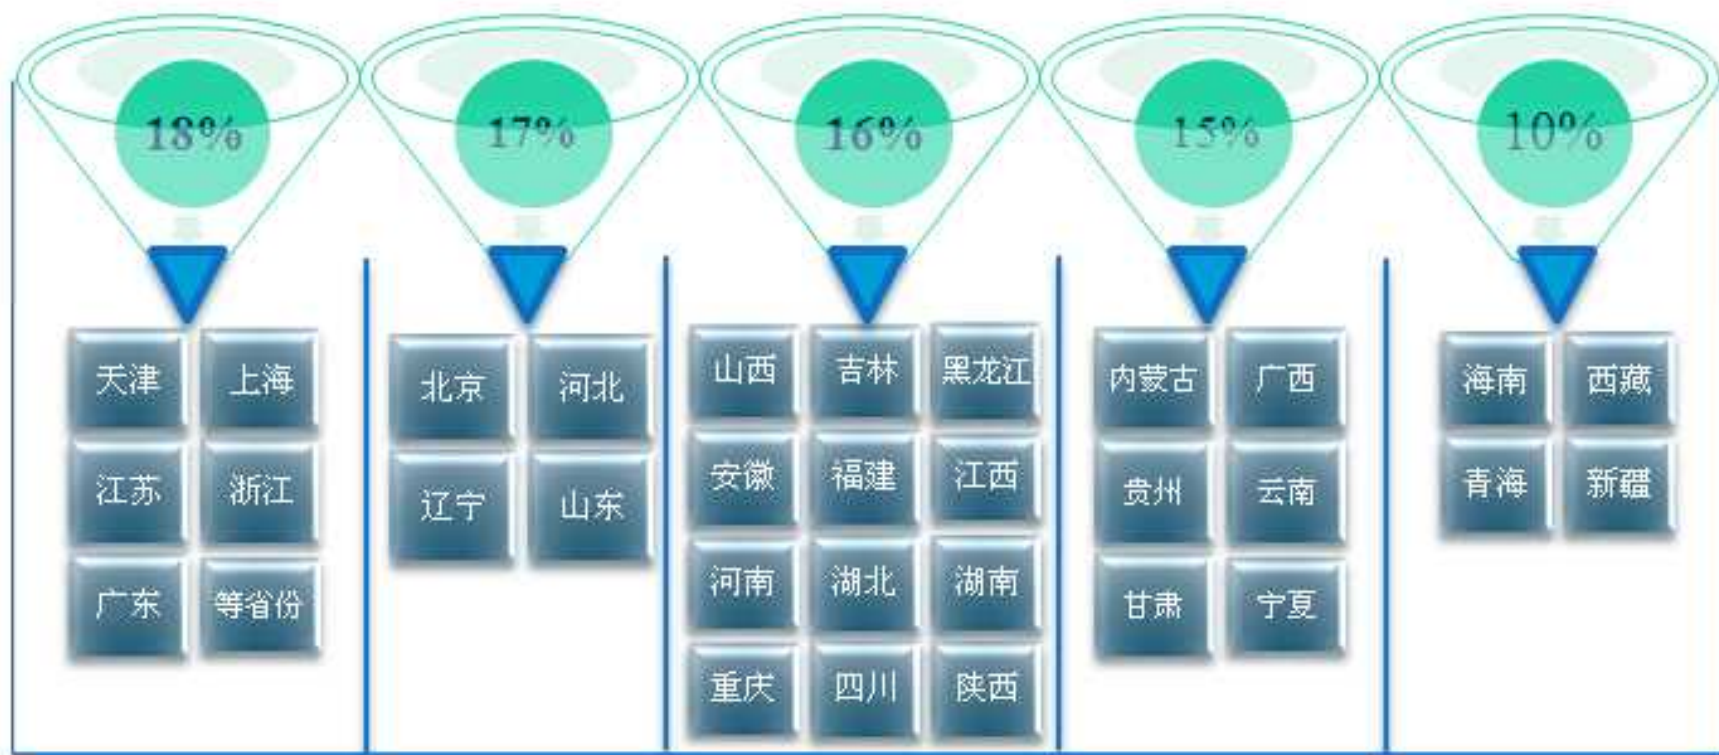 18%
17%
16%
15%
10%
天津 上海
江苏 浙江
广东 等省份
北京 河北
辽宁 山东
山西 吉林 黑龙江
安徽 福建 江西
河南 湖北 湖南
重庆 四川 陕西
内蒙古 广西
贵州 云南
甘肃 宁夏
海南 西藏
青海 新疆